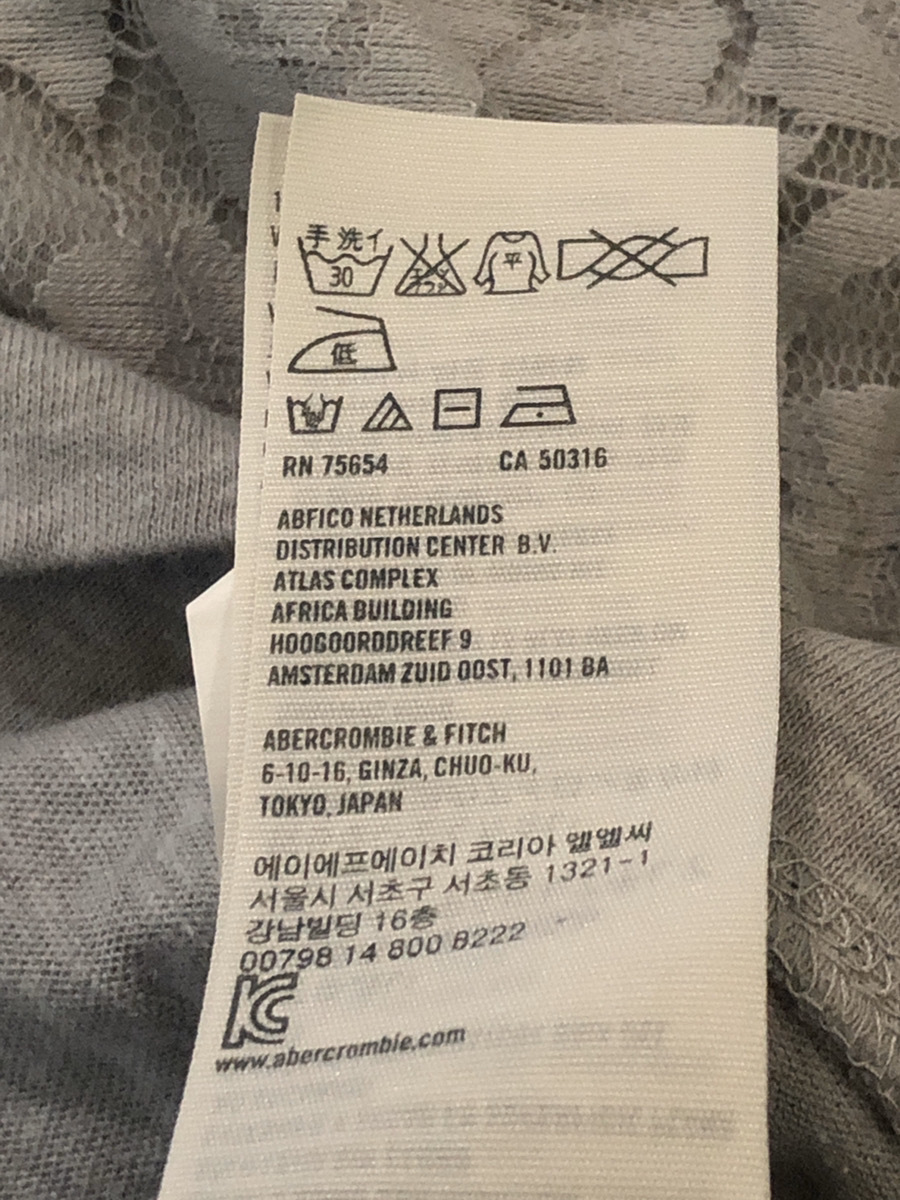 手洗イ
30
平
低
RN 75654 CA 50316
ABFICO NETHERLANDS
DISTRIBUTION CENTER B.V.
ATLAS COMPLEX
AFRICA BUILDING
HOOGOORDDREEF 9
AMSTERDAM ZUID OOST, 1101 BA
ABERCROMBIE & FITCH
6-10-16, GINZA, CHUO-KU,
TOKYO, JAPAN
에이에프에이치 코리아 엘엘씨
서울시 서초구 서초동 1321-1
강남빌딩 16층
00798 14 800 8222
KC
www.abercrombie.com